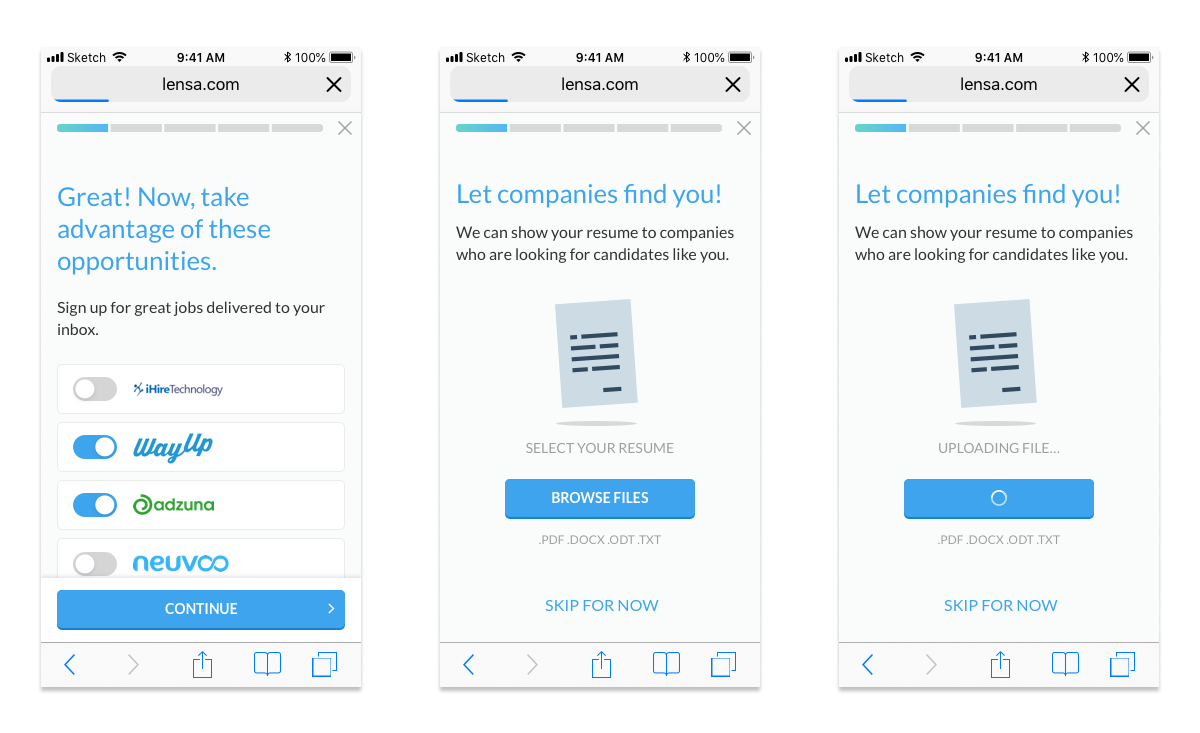 Sketch 9:41 AM 100%
lensa.com
Great! Now, take
advantage of these
opportunities.
Sign up for great jobs delivered to your
inbox.
iHireTechnology
WayUp
adzuna
neuvoo
CONTINUE
Sketch 9:41 AM 100%
lensa.com
Let companies find you!
We can show your resume to companies
who are looking for candidates like you.
SELECT YOUR RESUME
BROWSE FILES
.PDF .DOCX .ODT .TXT
SKIP FOR NOW
Sketch 9:41 AM 100%
lensa.com
Let companies find you!
We can show your resume to companies
who are looking for candidates like you.
UPLOADING FILE...
.PDF .DOCX .ODT .TXT
SKIP FOR NOW